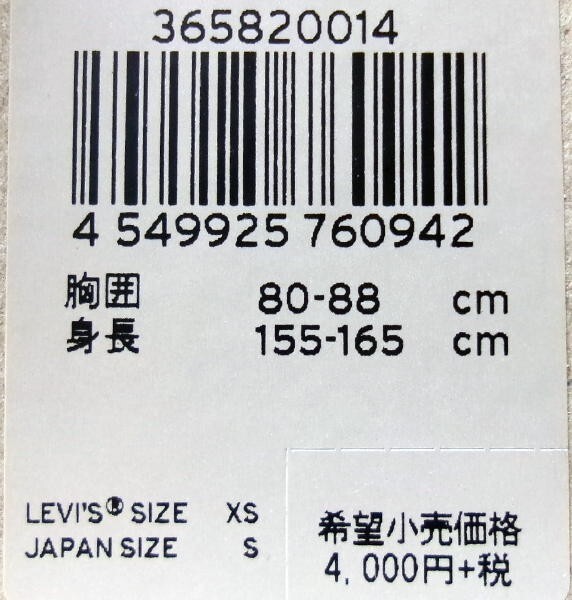 365820014
4 549925 760942
胸囲 80-88 cm
身長 155-165 cm
LEVI'S® SIZE XS
JAPAN SIZE S
希望小売価格
4,000円+税